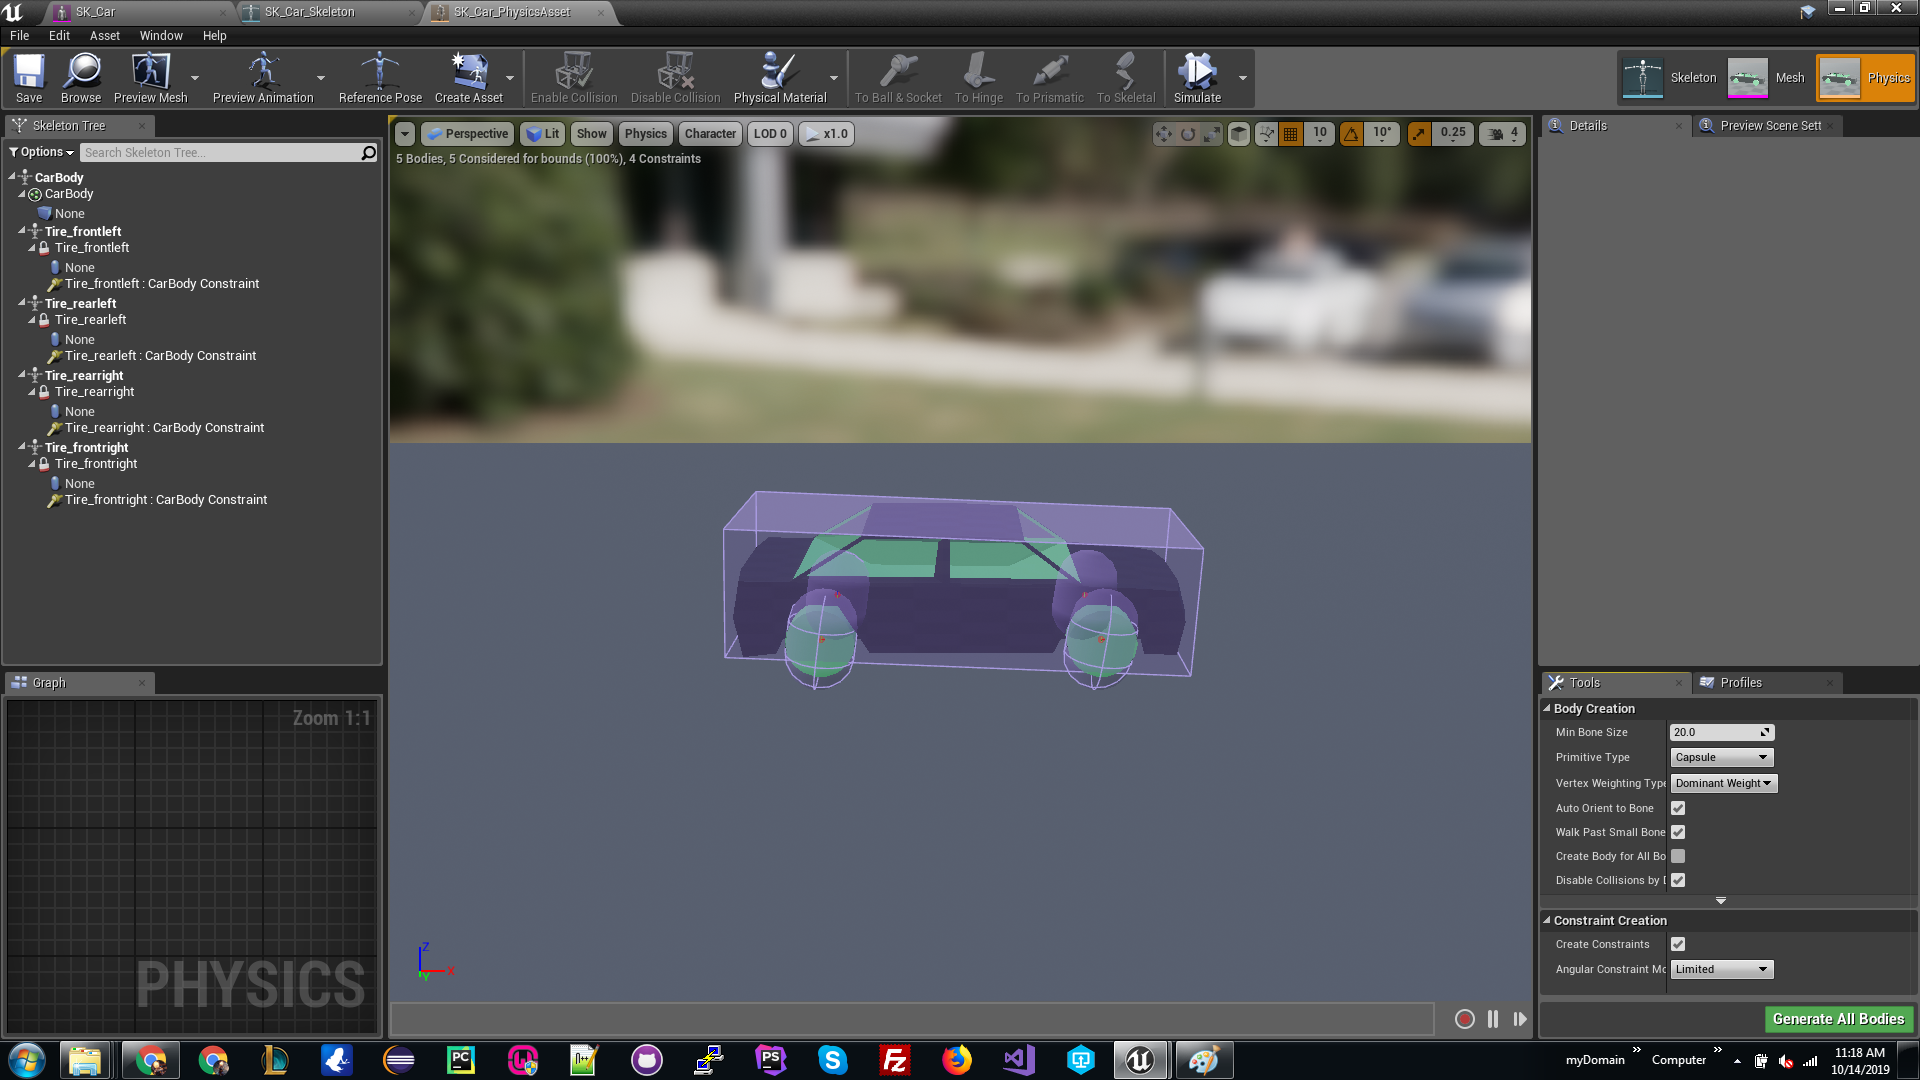 SK_Car
SK_Car_Skeleton
SK_Car_PhysicsAsset
File
Edit
Asset
Window
Help
Save
Browse
Preview Mesh
Preview Animation
Reference Pose
Create Asset
Enable Collision
Disable Collision
Physical Material
To Ball & Socket
To Hinge
To Prismatic
To Skeletal
Simulate
Skeleton
Mesh
Physics
Skeleton Tree
Options
Search Skeleton Tree...
CarBody
CarBody
None
Tire_frontleft
Tire_frontleft
None
Tire_frontleft : CarBody Constraint
Tire_rearleft
Tire_rearleft
None
Tire_rearleft : CarBody Constraint
Tire_rearright
Tire_rearright
None
Tire_rearright : CarBody Constraint
Tire_frontright
Tire_frontright
None
Tire_frontright : CarBody Constraint
Graph
Zoom 1:1
PHYSICS
Perspective
Lit
Show
Physics
Character
LOD 0
x1.0
10
10°
0.25
4
5 Bodies, 5 Considered for bounds (100%), 4 Constraints
Z
X
Y
Details
Preview Scene Sett
Tools
Profiles
Body Creation
Min Bone Size
20.0
Primitive Type
Capsule
Vertex Weighting Type
Dominant Weight
Auto Orient to Bone
Walk Past Small Bone
Create Body for All Bo
Disable Collisions by D
Constraint Creation
Create Constraints
Angular Constraint Mo
Limited
Generate All Bodies
PC
PS
S
FZ
myDomain
Computer
11:18 AM
10/14/2019